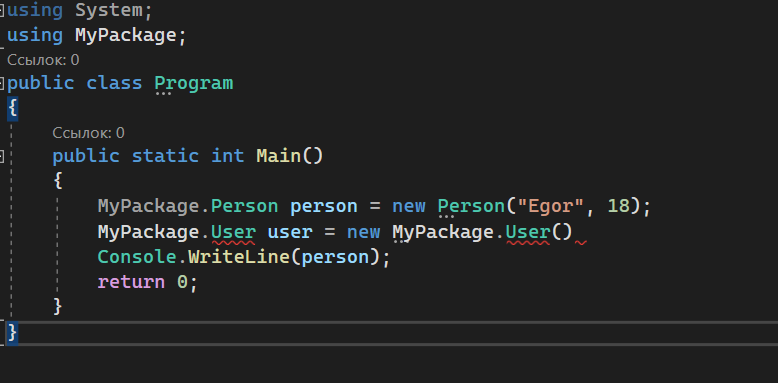 using System;
using MyPackage;
Ссылок: 0
public class Program
{
Ссылок: 0
public static int Main()
{
MyPackage.Person person = new Person("Egor", 18);
MyPackage.User user = new MyPackage.User()
Console.WriteLine(person);
return 0;
}
}